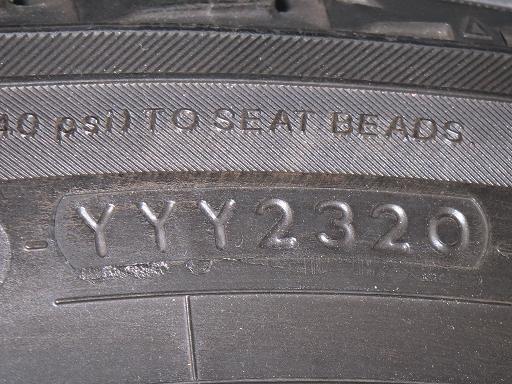 40 psi) TO SEAT BEADS
YYY2320